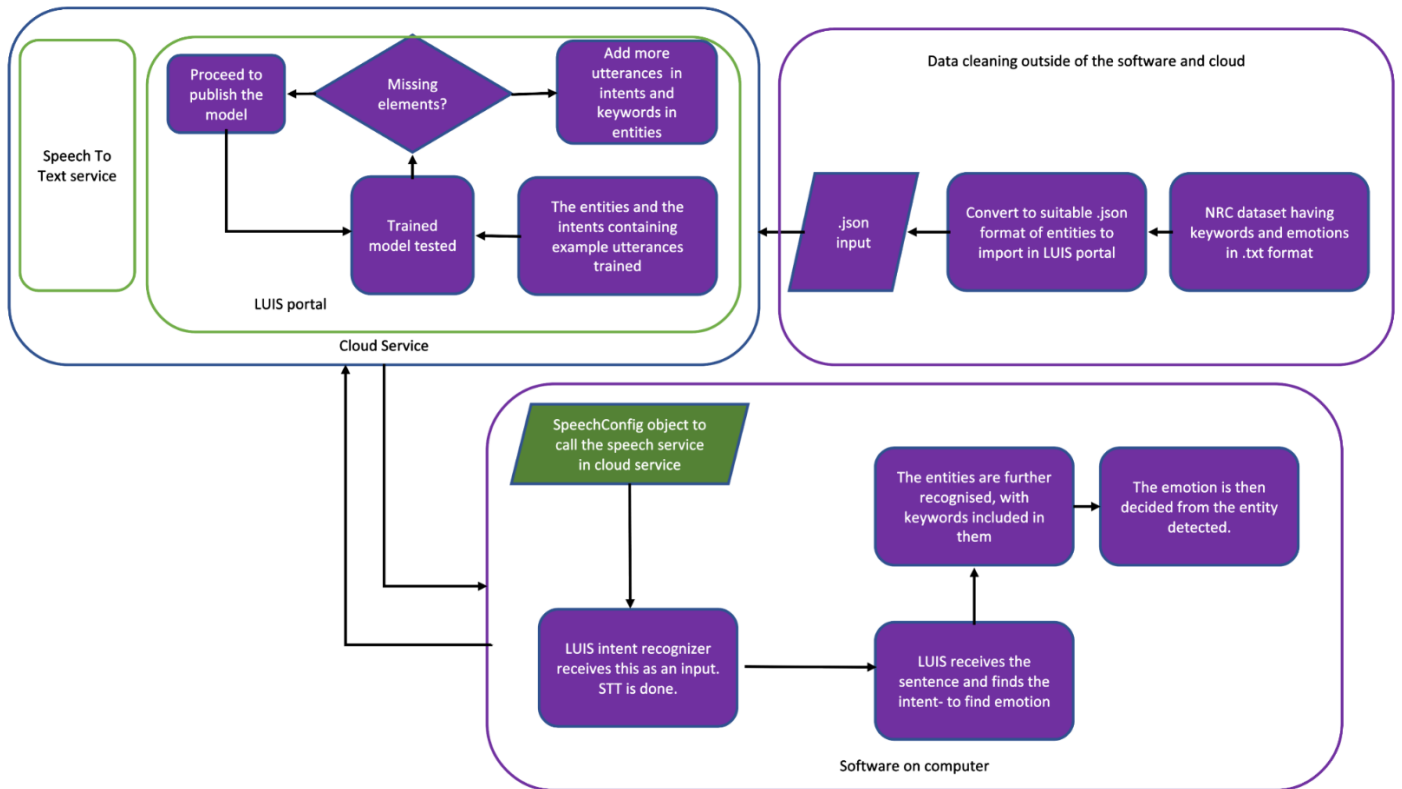 Proceed to
publish the
model
Missing
elements?
Add more
utterances in
intents and
keywords in
entities
Speech To
Text service
Trained
model tested
The entities and the
intents containing
example utterances
trained
LUIS portal
Cloud Service
Data cleaning outside of the software and cloud
.json
input
Convert to suitable .json
format of entities to
import in LUIS portal
NRC dataset having
keywords and emotions
in .txt format
SpeechConfig object to
call the speech service
in cloud service
The entities are further
recognised, with
keywords included in
them
The emotion is then
decided from the entity
detected.
LUIS intent recognizer
receives this as an input.
STT is done.
LUIS receives the
sentence and finds the
intent- to find emotion
Software on computer